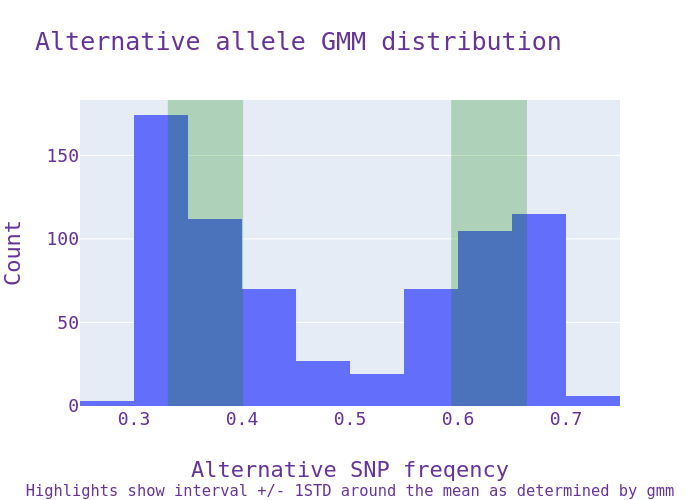 Alternative allele GMM distribution
150
100
50
0
Count
0.3 0.4 0.5 0.6 0.7
Alternative SNP freqency
Highlights show interval +/- 1STD around the mean as determined by gmm